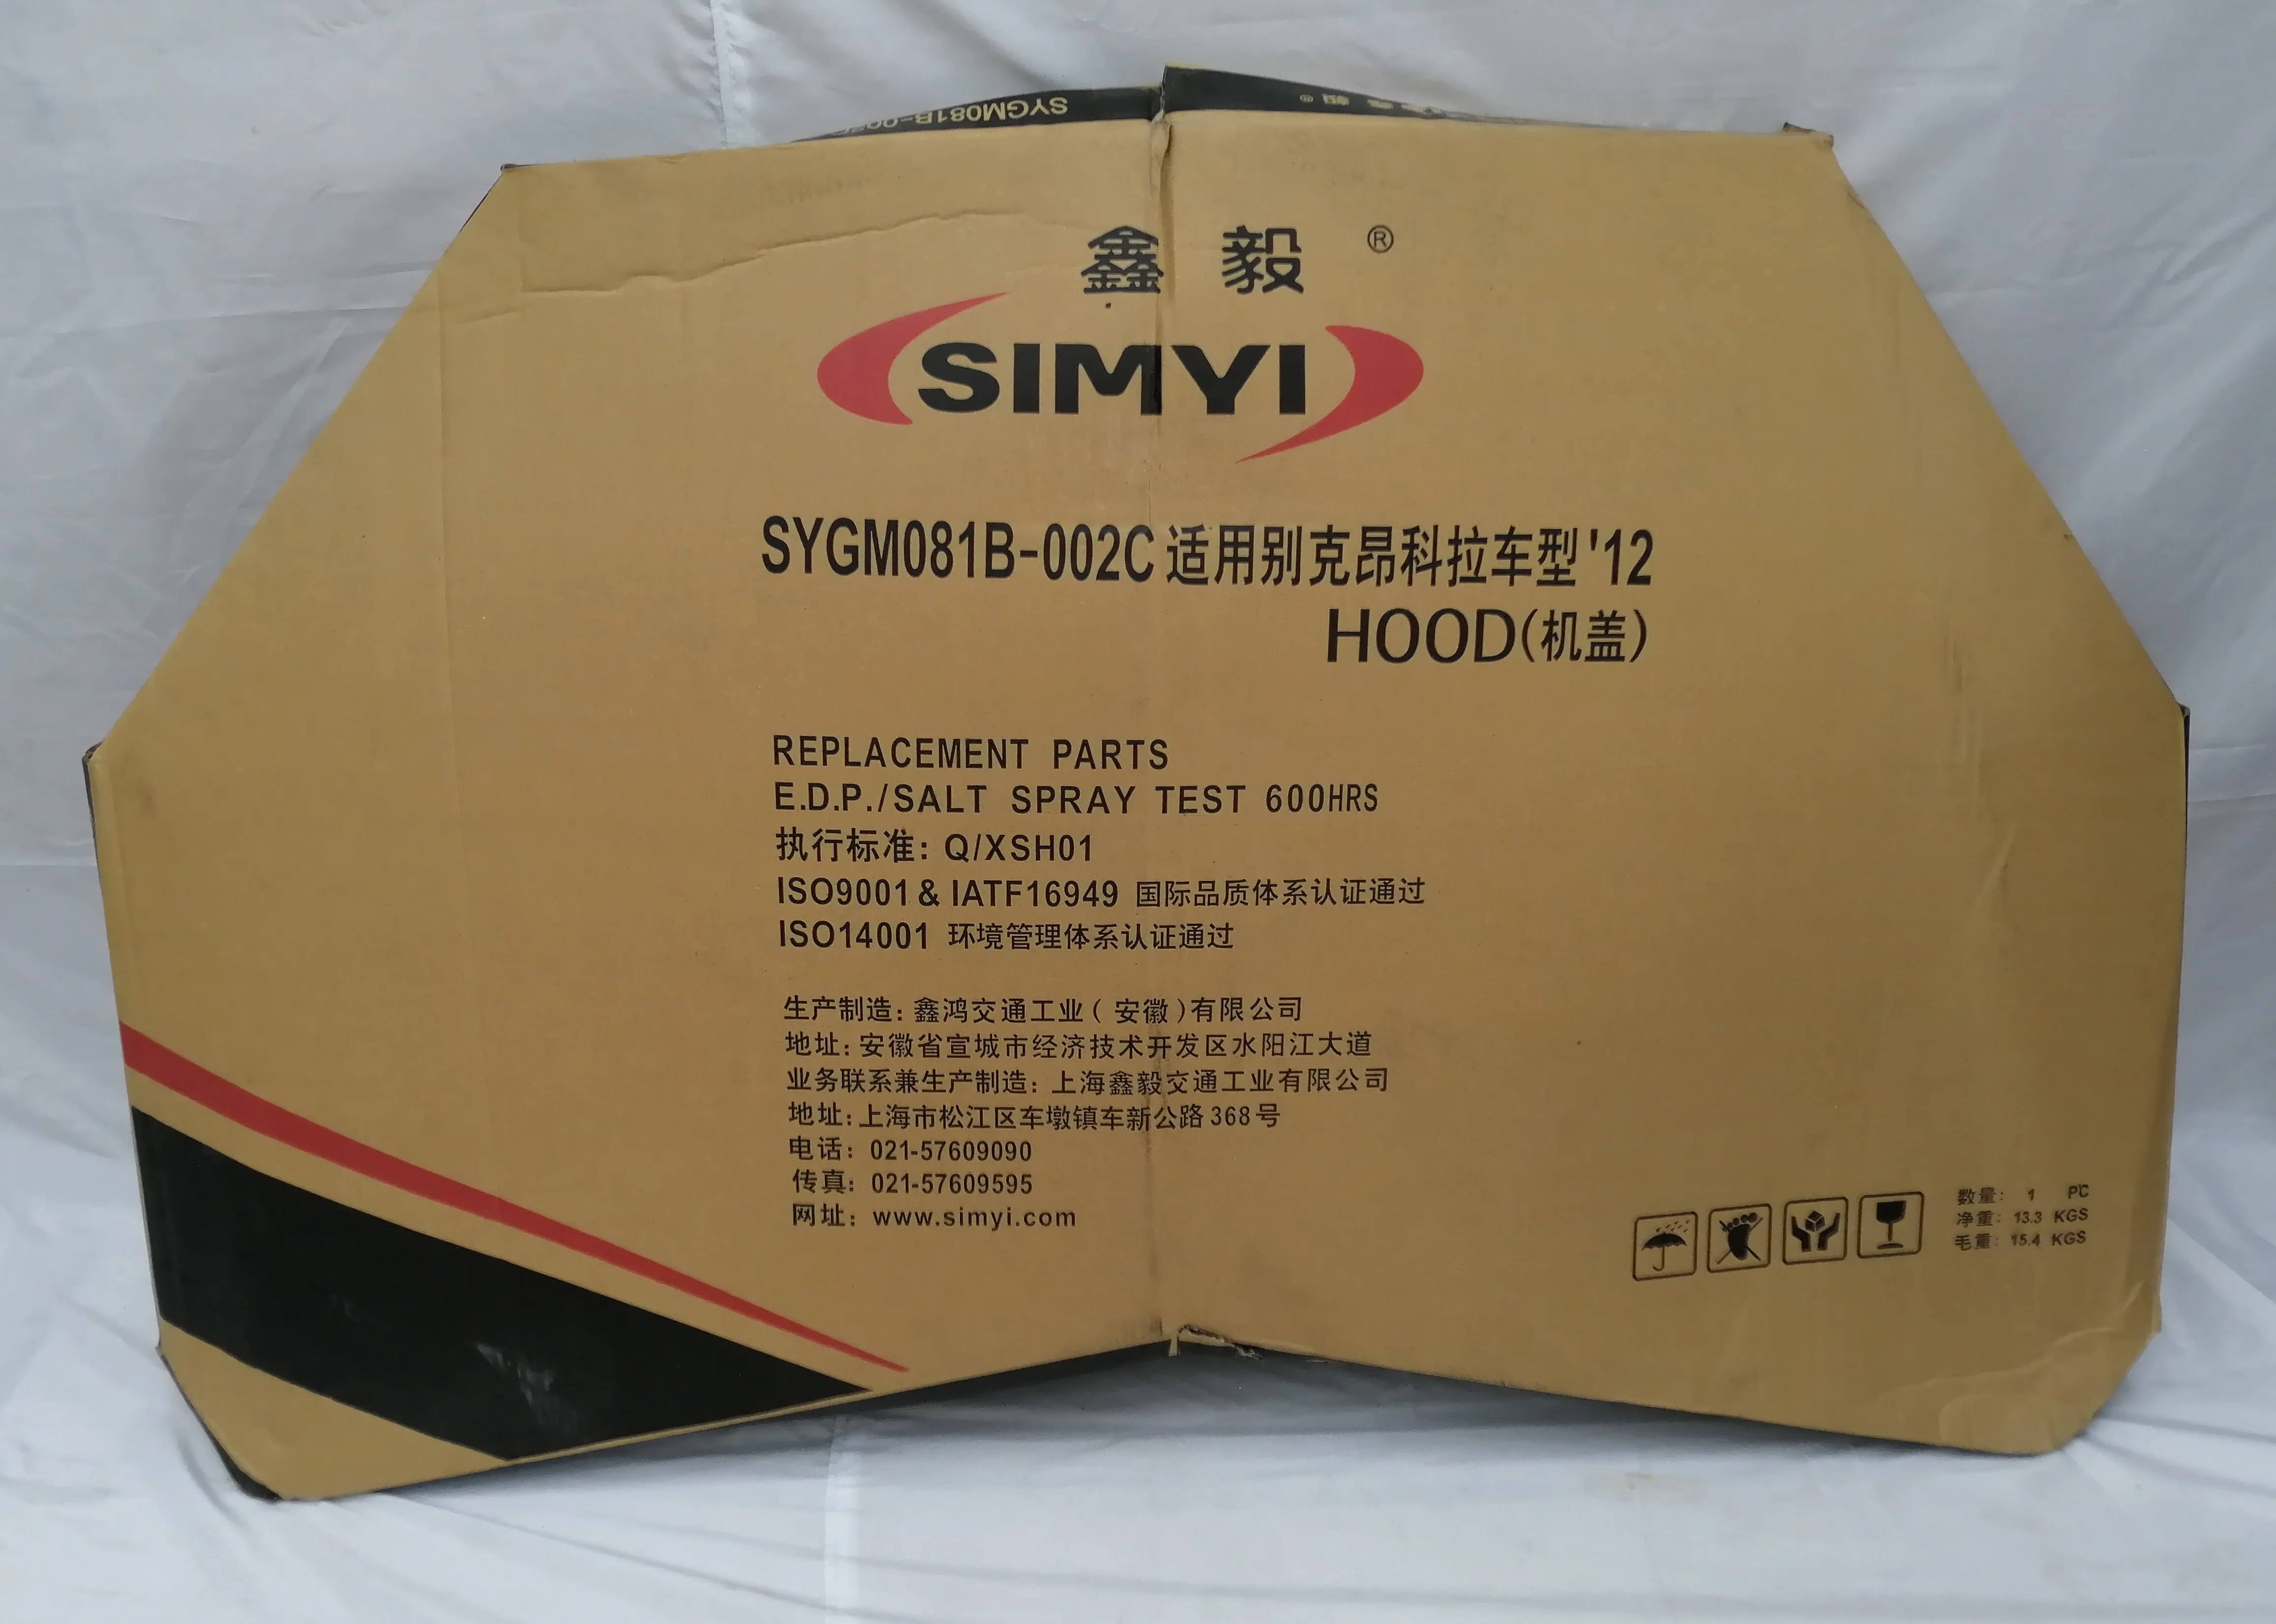 SYGM081B-002C
鑫毅®
SIMYI
SYGM081B-002C适用别克昂科拉车型'12
HOOD(机盖)
REPLACEMENT PARTS
E.D.P./SALT SPRAY TEST 600HRS
执行标准: Q/XSH01
ISO9001 & IATF16949 国际品质体系认证通过
ISO14001 环境管理体系认证通过
生产制造: 鑫鸿交通工业(安徽)有限公司
地址: 安徽省宣城市经济技术开发区水阳江大道
业务联系兼生产制造: 上海鑫毅交通工业有限公司
地址: 上海市松江区车墩镇车新公路368号
电话: 021-57609090
传真: 021-57609595
网址: www.simyi.com
数量: 1 PC
净重: 13.3 KGS
毛重: 15.4 KGS